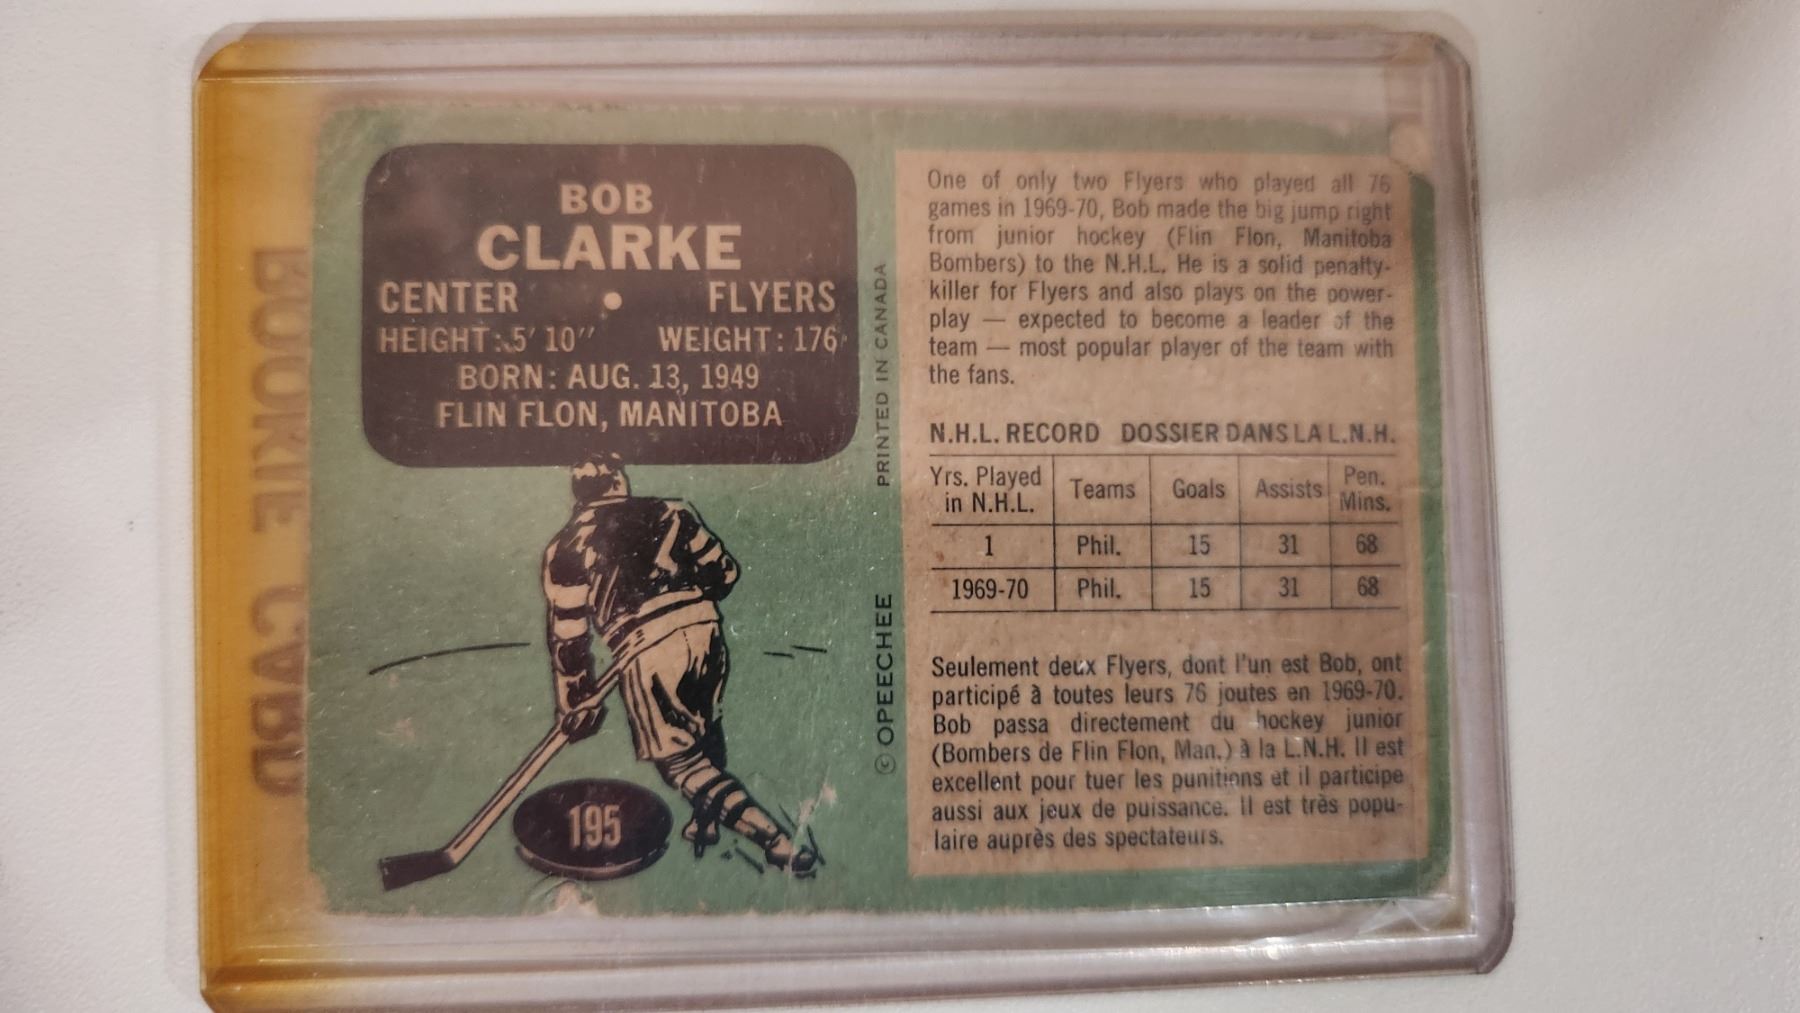 BOB
CLARKE
CENTER • FLYERS
HEIGHT: 5' 10" WEIGHT: 176
BORN: AUG. 13, 1949
FLIN FLON, MANITOBA
195
© OPEECHEE PRINTED IN CANADA
One of only two Flyers who played all 76
games in 1969-70, Bob made the big jump right
from junior hockey (Flin Flon, Manitoba
Bombers) to the N.H.L. He is a solid penalty-
killer for Flyers and also plays on the power-
play — expected to become a leader of the
team — most popular player of the team with
the fans.
N.H.L. RECORD DOSSIER DANS LA L.N.H.
Yrs. Played in N.H.L. Teams Goals Assists Pen. Mins.
1 Phil. 15 31 68
1969-70 Phil. 15 31 68
Seulement deux Flyers, dont l'un est Bob, ont
participé à toutes leurs 76 joutes en 1969-70.
Bob passa directement du hockey junior
(Bombers de Flin Flon, Man.) à la L.N.H. Il est
excellent pour tuer les punitions et il participe
aussi aux jeux de puissance. Il est très popu-
laire auprès des spectateurs.
ROOKIE CARD